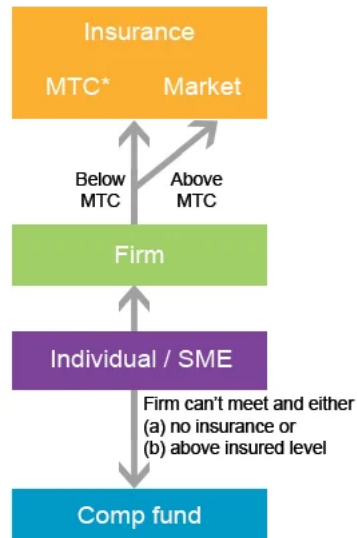 Insurance
MTC* Market
Below
MTC
Above
MTC
Firm
Individual / SME
Firm can't meet and either
(a) no insurance or
(b) above insured level
Comp fund